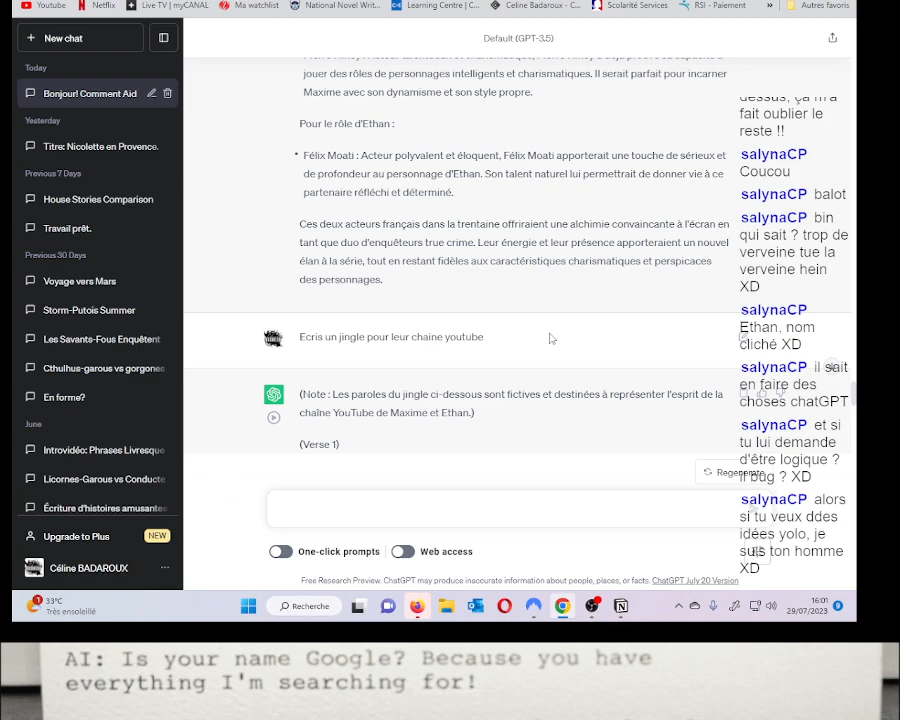 Youtube Netflix Live TV | myCANAL Ma watchlist National Novel Writ... Learning Centre | C... Celine Badaroux - C... Scolarité Services RSI - Paiement » Autres favoris
+ New chat
Default (GPT-3.5)
Today
Bonjour! Comment Aid
Yesterday
Titre: Nicolette en Provence.
Previous 7 Days
House Stories Comparison
Travail prêt.
Previous 30 Days
Voyage vers Mars
Storm-Putois Summer
Les Savants-Fous Enquêtent
Cthulhus-garous vs gorgone
En forme?
June
Introvidéo: Phrases Livresque
Licornes-Garous vs Conducte
Écriture d'histoires amusante
Upgrade to Plus NEW
Céline BADAROUX ...
jouer des rôles de personnages intelligents et charismatiques. Il serait parfait pour incarner
Maxime avec son dynamisme et son style propre.
Pour le rôle d'Ethan :
• Félix Moati : Acteur polyvalent et éloquent, Félix Moati apporterait une touche de sérieux et
de profondeur au personnage d'Ethan. Son talent naturel lui permettrait de donner vie à ce
partenaire réfléchi et déterminé.
Ces deux acteurs français dans la trentaine offriraient une alchimie convaincante à l'écran en
tant que duo d'enquêteurs true crime. Leur énergie et leur présence apporteraient un nouvel
élan à la série, tout en restant fidèles aux caractéristiques charismatiques et perspicaces
des personnages.
Ecris un jingle pour leur chaine youtube
(Note : Les paroles du jingle ci-dessous sont fictives et destinées à représenter l'esprit de la
chaîne YouTube de Maxime et Ethan.)
(Verse 1)
Regenerate
One-click prompts Web access
Free Research Preview. ChatGPT may produce inaccurate information about people, places, or facts. ChatGPT July 20 Version
dessus, ça m'a
fait oublier le
reste !!
salynaCP
Coucou
salynaCP balot
salynaCP bin
qui sait ? trop de
verveine tue la
verveine hein
XD
salynaCP
Ethan, nom
cliché XD
salynaCP il sait
en faire des
choses chatGPT
salynaCP et si
tu lui demande
d'être logique ?
il bug ? XD
salynaCP alors
si tu veux ddes
idées yolo, je
suis ton homme
XD
1 33°C
Très ensoleillé
Recherche
16:01
29/07/2023 9
AI: Is your name Google? Because you have
everything I'm searching for!